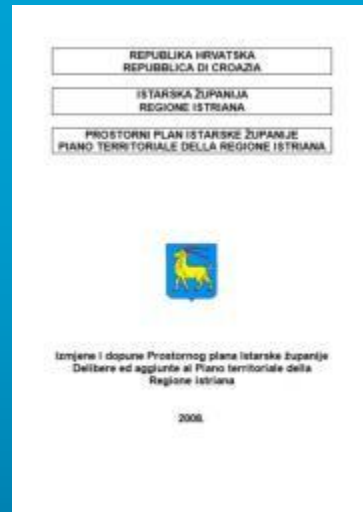 REPUBLIKA HRVATSKA
REPUBBLICA DI CROAZIA
ISTARSKA ŽUPANIJA
REGIONE ISTRIANA
PROSTORNI PLAN ISTARSKE ŽUPANIJE
PIANO TERRITORIALE DELLA REGIONE ISTRIANA
Izmjene i dopune Prostornog plana Istarske županije
Delibere ed aggiunte al Piano territoriale della
Regione Istriana